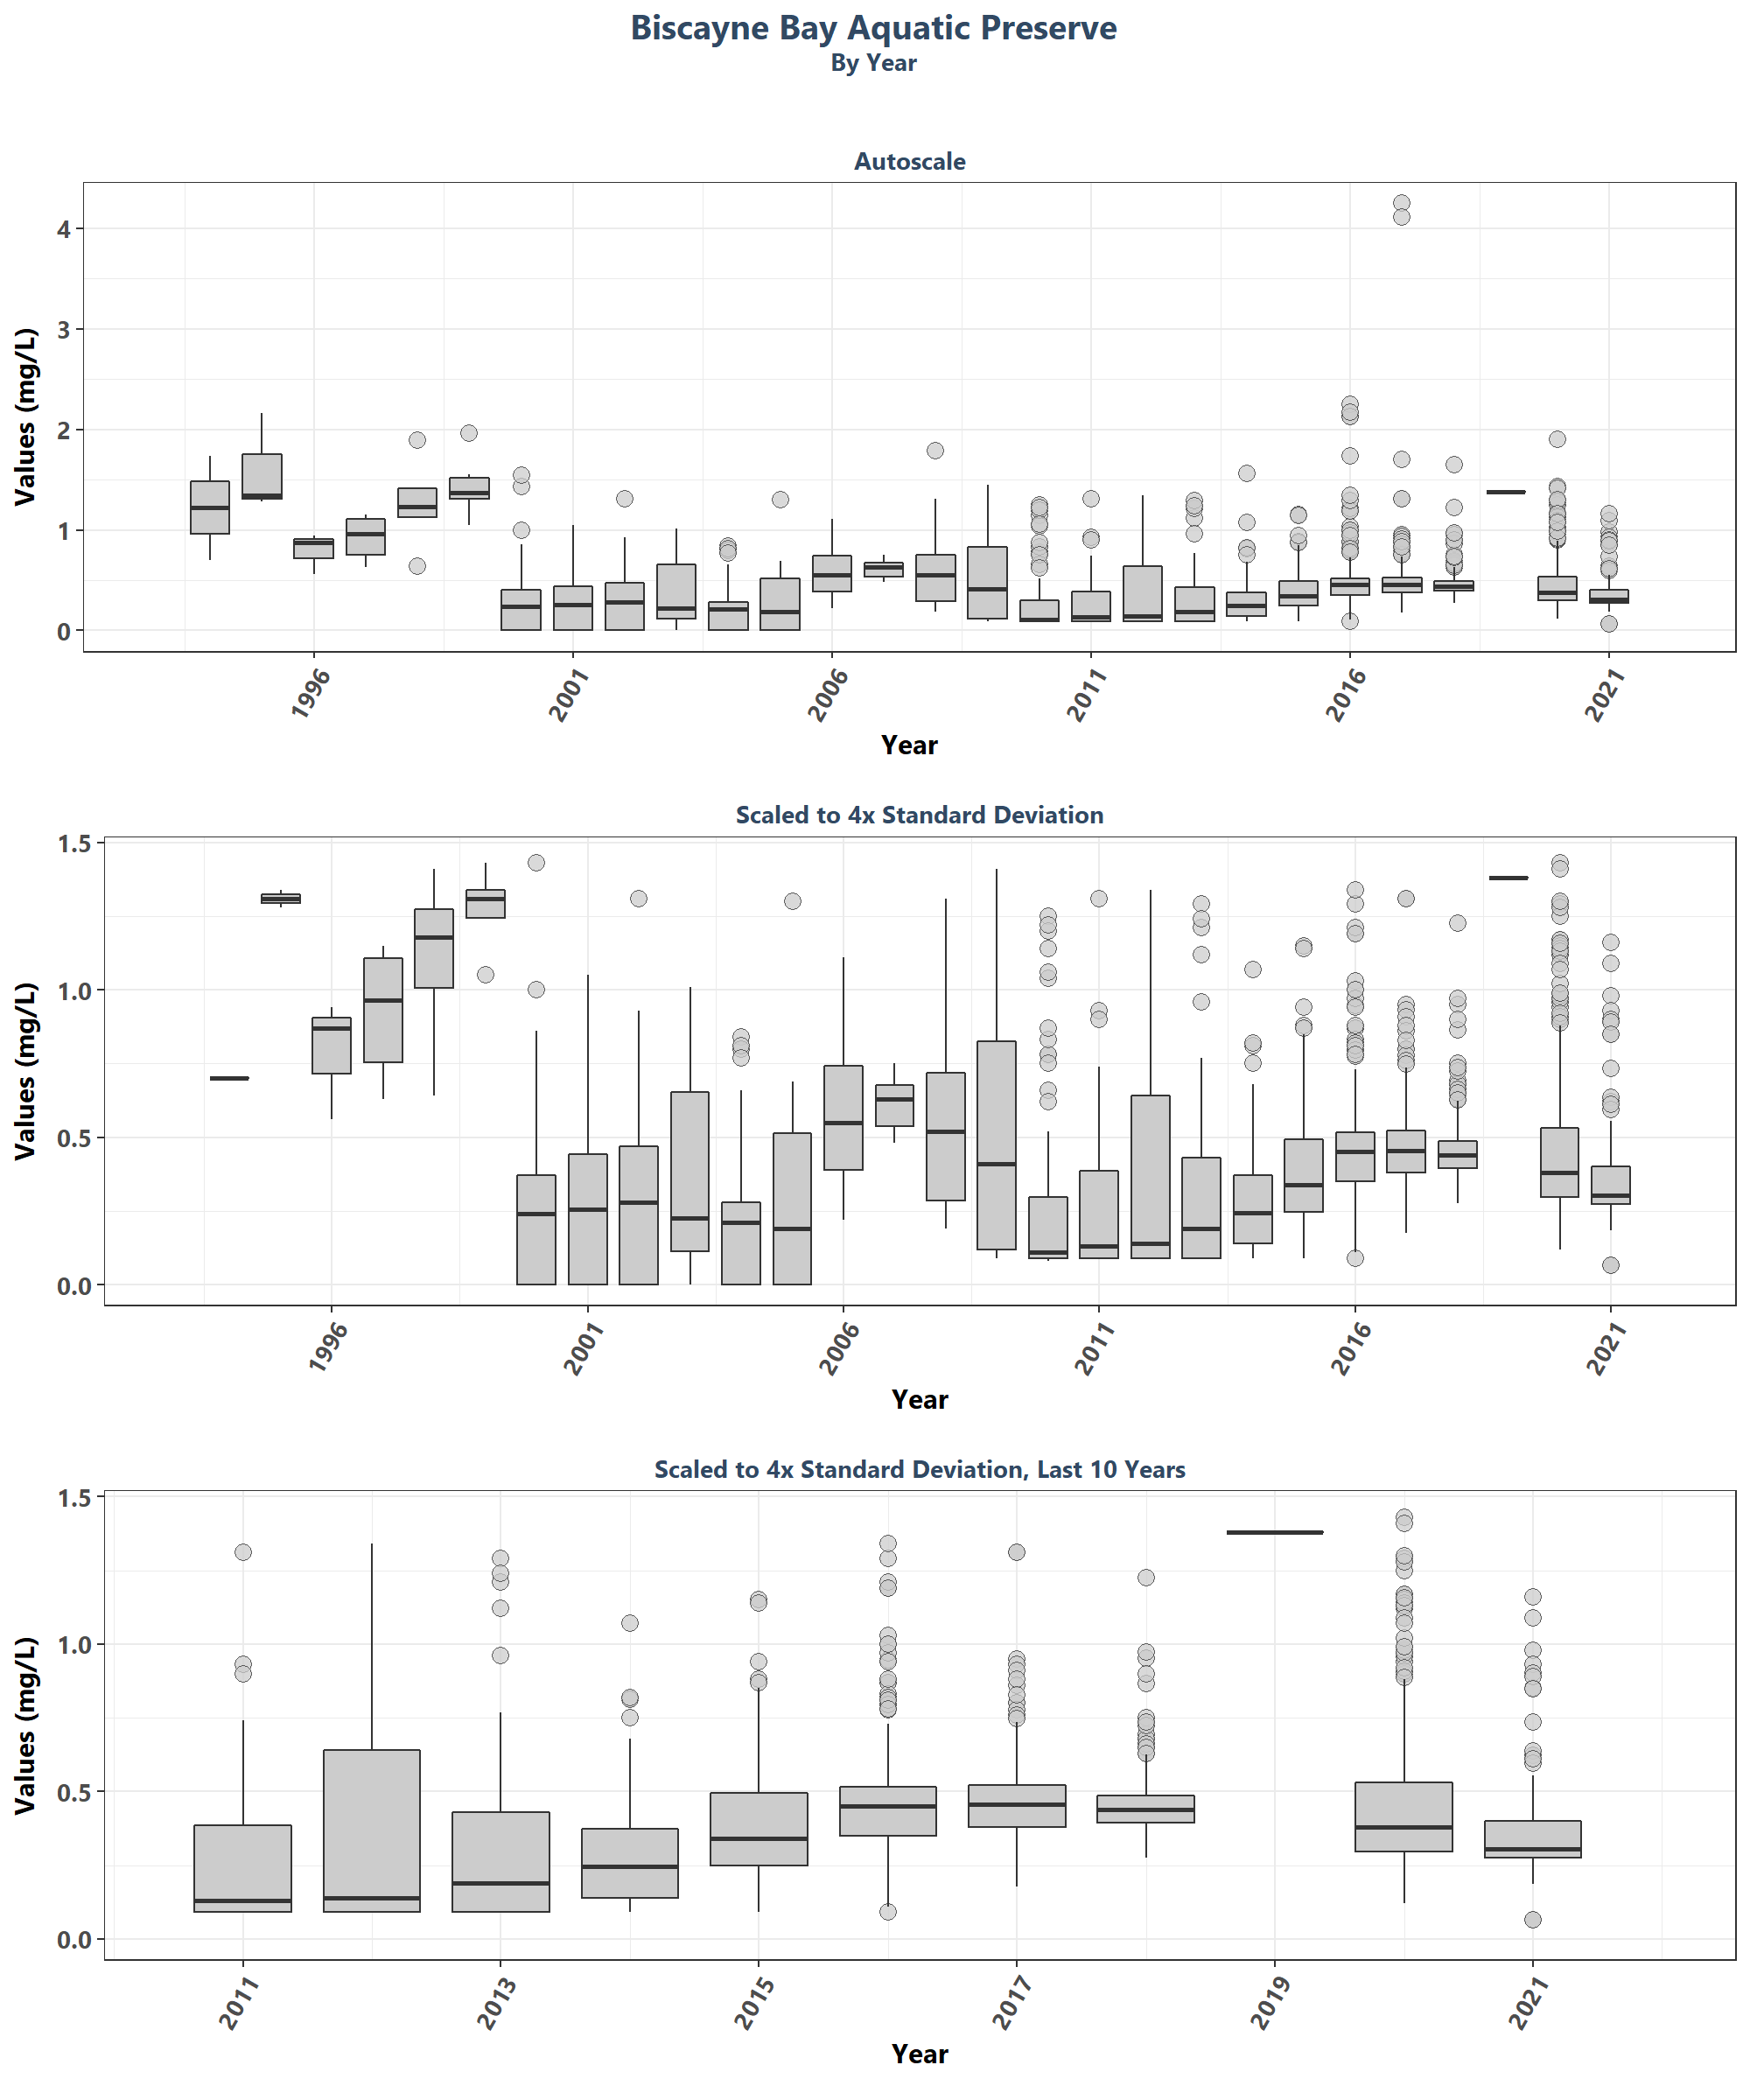 Biscayne Bay Aquatic Preserve
By Year
Autoscale
Values (mg/L)
4
3
2
1
0
1996
2001
2006
2011
2016
2021
Year
Scaled to 4x Standard Deviation
Values (mg/L)
1.5
1.0
0.5
0.0
1996
2001
2006
2011
2016
2021
Year
Scaled to 4x Standard Deviation, Last 10 Years
Values (mg/L)
1.5
1.0
0.5
0.0
2011
2013
2015
2017
2019
2021
Year